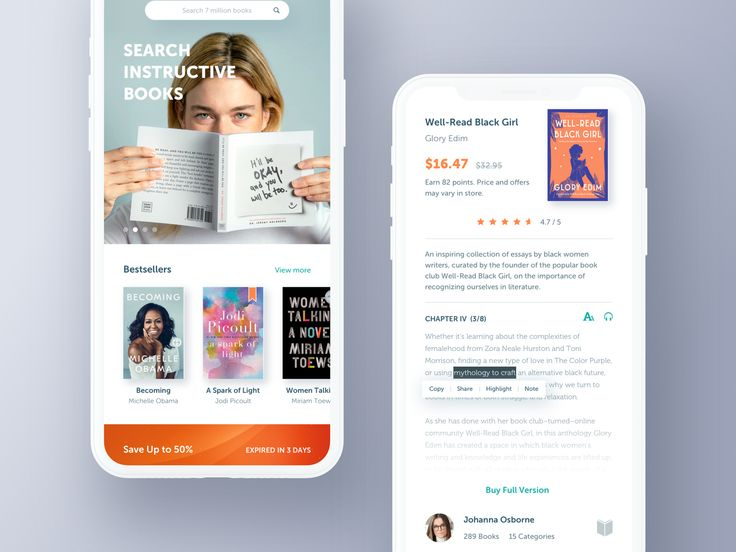 Search 7 million books
SEARCH
INSTRUCTIVE
BOOKS
I'll be
OKAY,
and you
will be too.
Bestsellers
View more
BECOMING
MICHELLE
OBAMA
Jodi
Picoult
a spark of
light
WOMEN
TALKING
A NOVEL
MIRIAM
TOEWS
Becoming
Michelle Obama
A Spark of Light
Jodi Picoult
Women Talki
Miriam Toew
Save Up to 50%
EXPIRED IN 3 DAYS
Well-Read Black Girl
Glory Edim
$16.47 $32.95
Earn 82 points. Price and offers
may vary in store.
WELL-READ
BLACK GIRL
GLORY EDIM
4.7 / 5
An inspiring collection of essays by black women
writers, curated by the founder of the popular book
club Well-Read Black Girl, on the importance of
recognizing ourselves in literature.
CHAPTER IV (3/8)
AA
Whether it's learning about the complexities of
femalehood from Zora Neale Hurston and Toni
Morrison, finding a new type of love in The Color Purple,
or using mythology to craft an alternative black future,
why we turn to
Copy Share Highlight Note
books in times of both struggle and relaxation.
As she has done with her book club–turned–online
community Well-Read Black Girl, in this anthology Glory
Edim has created a space in which black women's
writing and knowledge and life experiences are lifted up,
Buy Full Version
Johanna Osborne
289 Books 15 Categories